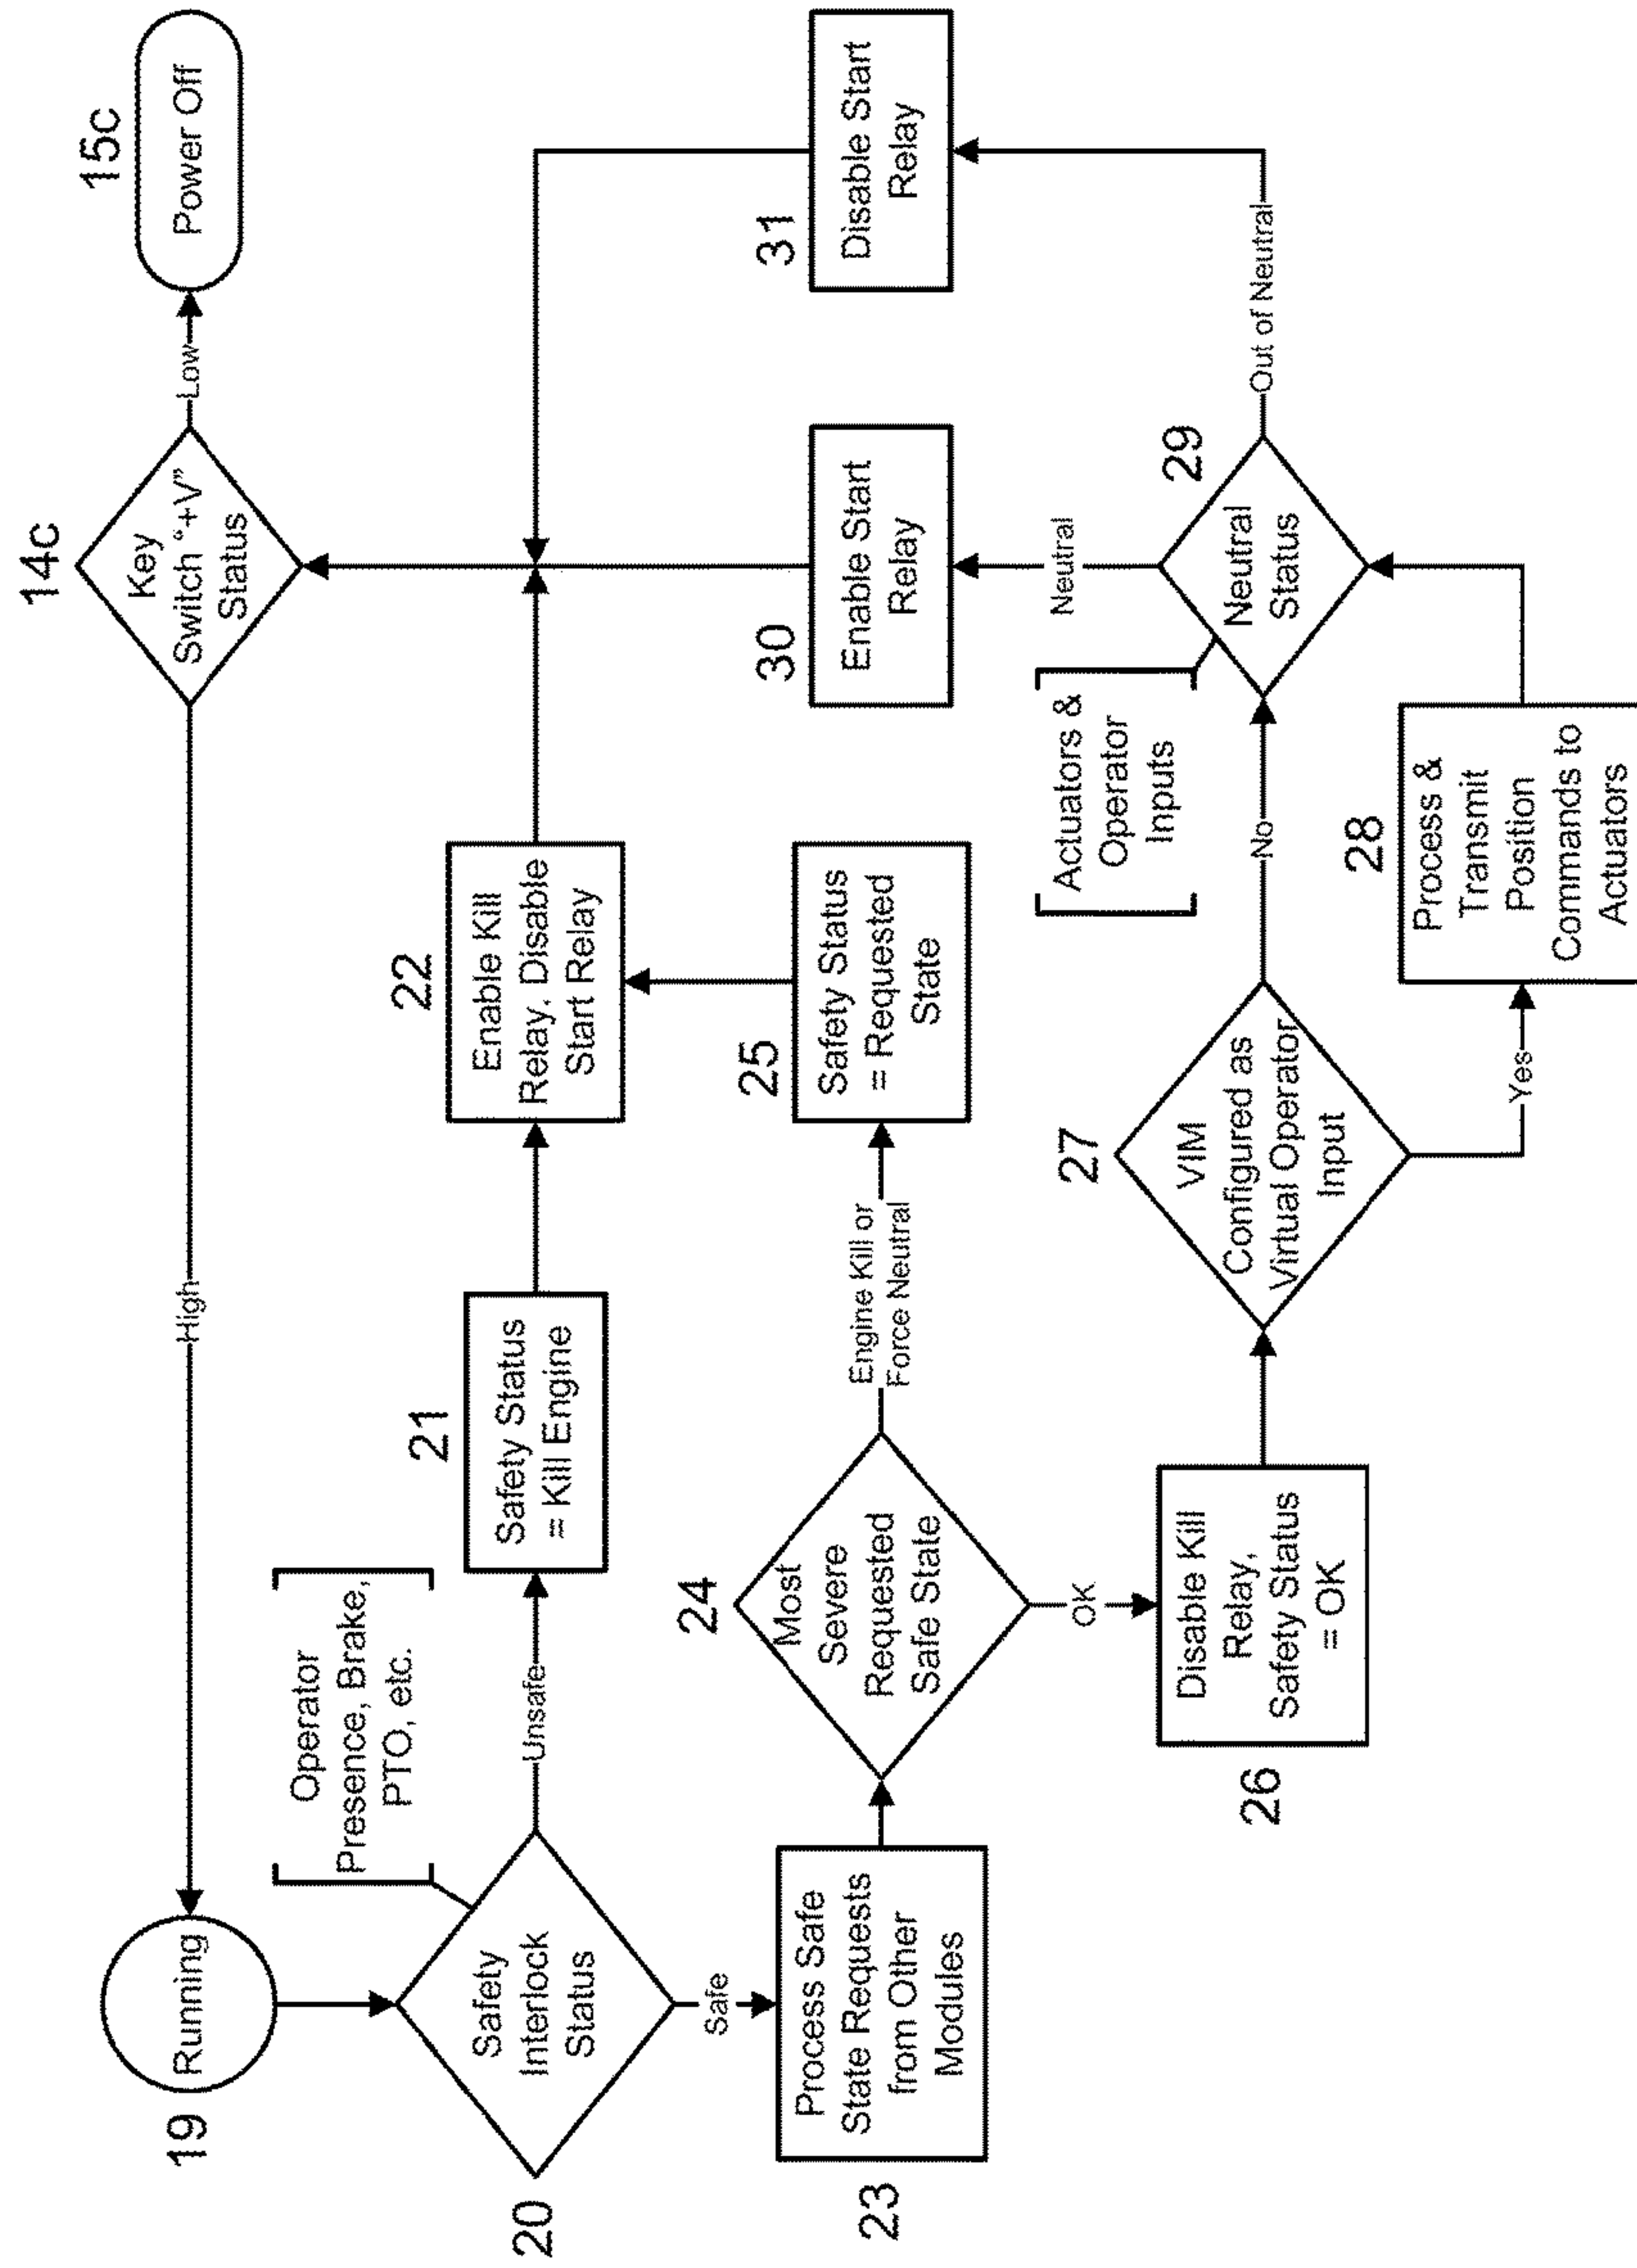 19
Running
High
14c
Key
Switch "+V"
Status
Low
15c
Power Off
Operator
Presence, Brake,
PTO, etc.
20
Safety
Interlock
Status
Unsafe
21
Safety Status
= Kill Engine
22
Enable Kill
Relay, Disable
Start Relay
Safe
23
Process Safe
State Requests
from Other
Modules
24
Most
Severe
Requested
Safe State
Engine Kill or
Force Neutral
25
Safety Status
= Requested
State
30
Enable Start
Relay
31
Disable Start
Relay
OK
26
Disable Kill
Relay,
Safety Status
= OK
27
VIM
Configured as
Virtual Operator
Input
No
Actuators &
Operator
Inputs
Neutral
29
Neutral
Status
Out of Neutral
Yes
28
Process &
Transmit
Position
Commands to
Actuators